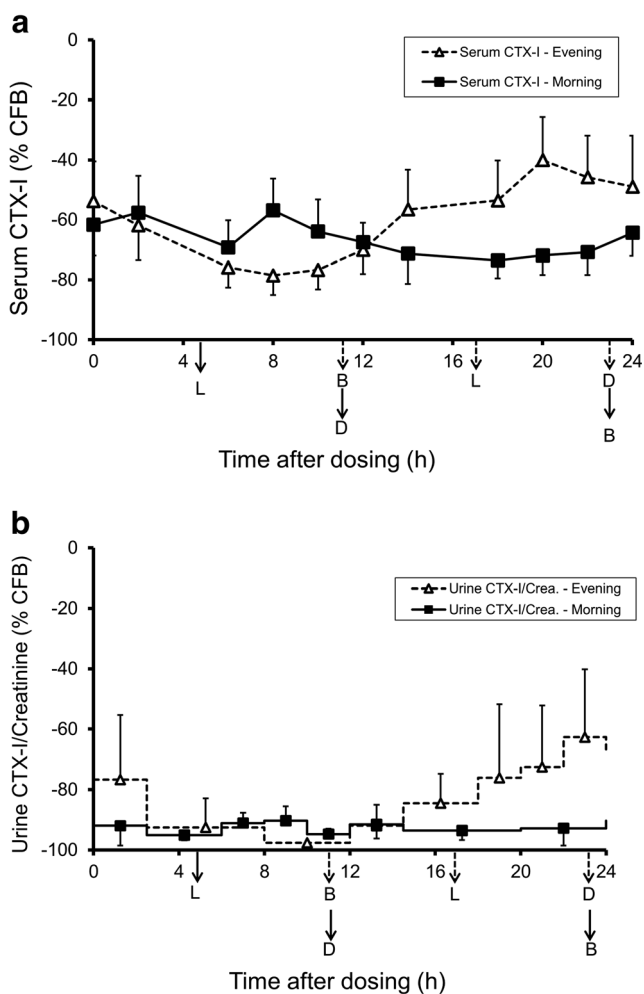 a
Serum CTX-I (% CFB)
0
-20
-40
-60
-80
-100
Serum CTX-I - Evening
Serum CTX-I - Morning
0 4 8 12 16 20 24
L B L D
D B
Time after dosing (h)
b
Urine CTX-I/Creatinine (% CFB)
0
-20
-40
-60
-80
-100
Urine CTX-I/Crea. - Evening
Urine CTX-I/Crea. - Morning
0 4 8 12 16 20 24
L B L D
D B
Time after dosing (h)